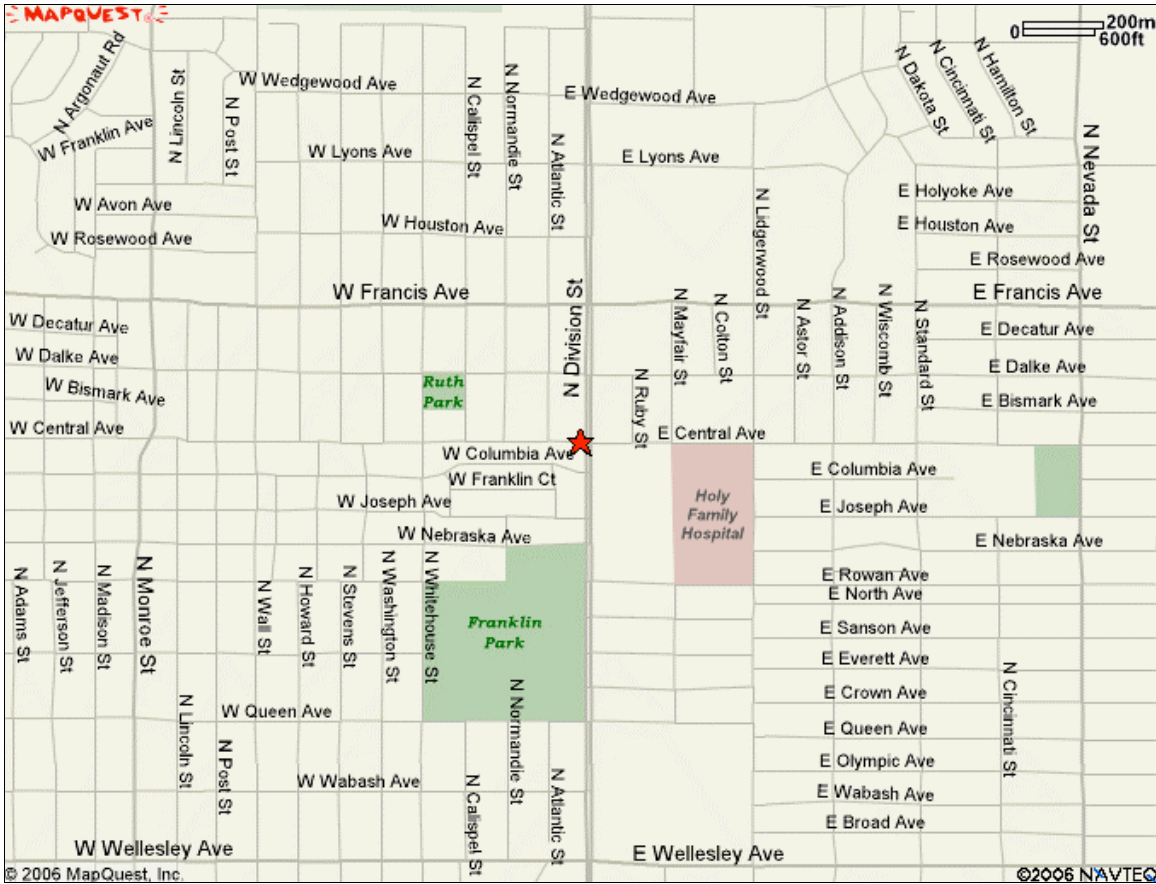 MAPQUEST
0 200m
600ft
N Argonaut Rd
N Lincoln St
N Post St
W Wedgewood Ave
N Calispel St
N Normandie St
E Wedgewood Ave
N Dakota St
N Cincinnati St
N Hamilton St
W Franklin Ave
W Lyons Ave
N Atlantic St
E Lyons Ave
N Nevada St
W Avon Ave
W Houston Ave
N Lidgerwood St
E Holyoke Ave
E Houston Ave
W Rosewood Ave
E Rosewood Ave
W Francis Ave
N Division St
E Francis Ave
W Decatur Ave
N Mayfair St
N Colton St
N Astor St
N Addison St
N Wiscomb St
N Standard St
E Decatur Ave
W Dalke Ave
E Dalke Ave
W Bismark Ave
Ruth
Park
N Ruby St
E Bismark Ave
W Central Ave
E Central Ave
W Columbia Ave
E Columbia Ave
W Franklin Ct
W Joseph Ave
Holy
Family
Hospital
E Joseph Ave
W Nebraska Ave
E Nebraska Ave
N Adams St
N Jefferson St
N Madison St
N Monroe St
N Wall St
N Howard St
N Stevens St
N Washington St
N Whitehouse St
E Rowan Ave
E North Ave
Franklin
Park
E Sanson Ave
E Everett Ave
N Cincinnati St
E Crown Ave
N Lincoln St
W Queen Ave
N Normandie St
E Queen Ave
N Post St
E Olympic Ave
W Wabash Ave
N Calispel St
N Atlantic St
E Wabash Ave
E Broad Ave
W Wellesley Ave
E Wellesley Ave
© 2006 MapQuest, Inc.
©2006 NAVTEQ